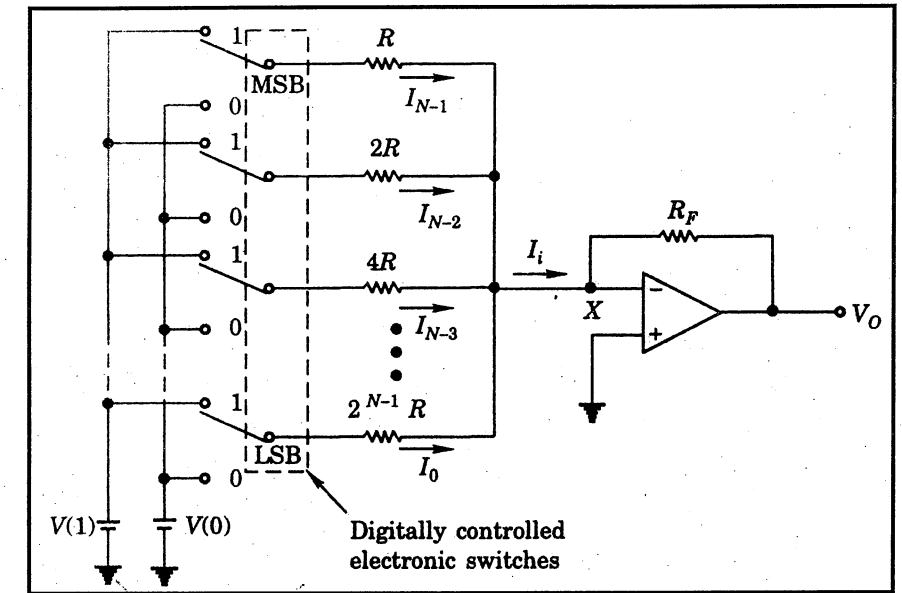 1
R
MSB
I_{N-1}
0
1
2R
I_{N-2}
0
R_F
1
4R
I_i
I_{N-3}
X
−
+
V_O
0
1
2^{N-1} R
LSB
I_0
0
V(1)
V(0)
Digitally controlled
electronic switches